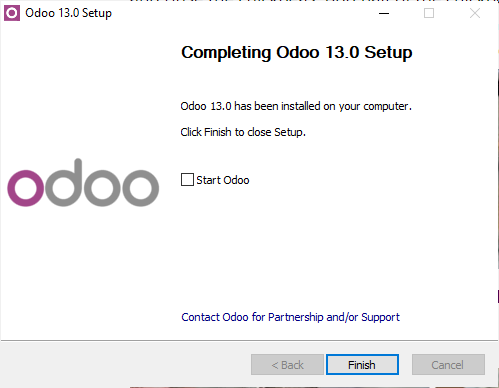 Odoo 13.0 Setup
Completing Odoo 13.0 Setup
Odoo 13.0 has been installed on your computer.
Click Finish to close Setup.
odoo
Start Odoo
Contact Odoo for Partnership and/or Support
< Back
Finish
Cancel